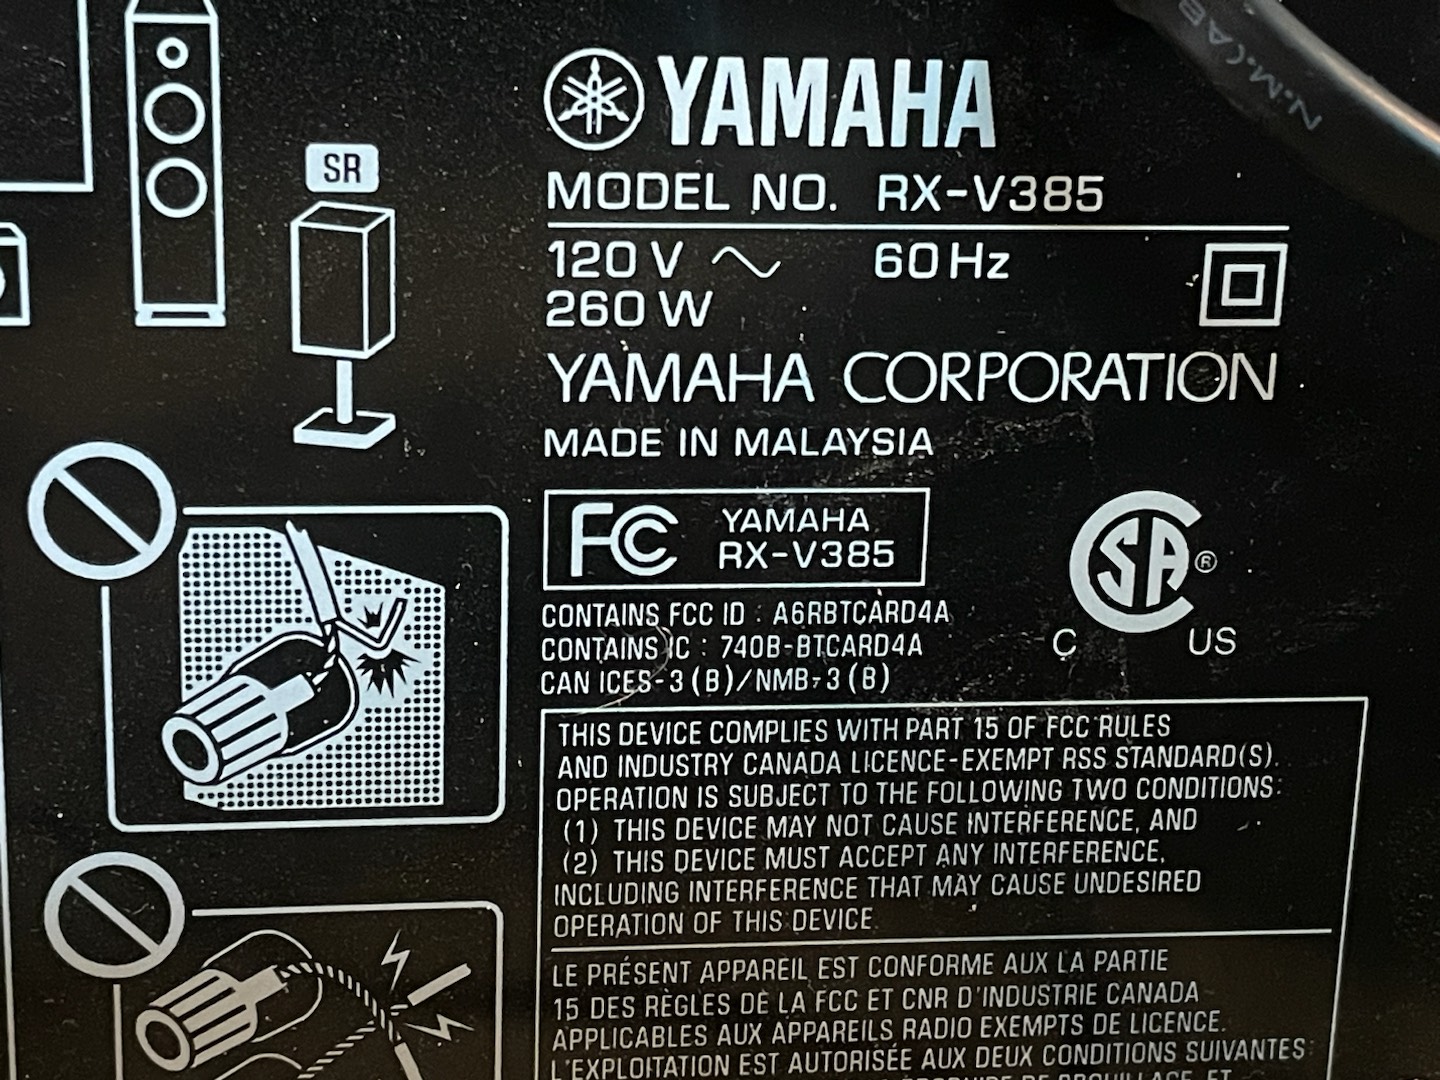 N.M.(AB
YAMAHA
SR
MODEL NO. RX-V385
120 V ~ 60 Hz
260 W
YAMAHA CORPORATION
MADE IN MALAYSIA
FC YAMAHA
RX-V385
CSA ®
C US
CONTAINS FCC ID : A6RBTCARD4A
CONTAINS IC : 740B-BTCARD4A
CAN ICES-3 (B)/NMB-3 (B)
THIS DEVICE COMPLIES WITH PART 15 OF FCC RULES
AND INDUSTRY CANADA LICENCE-EXEMPT RSS STANDARD(S).
OPERATION IS SUBJECT TO THE FOLLOWING TWO CONDITIONS:
(1) THIS DEVICE MAY NOT CAUSE INTERFERENCE, AND
(2) THIS DEVICE MUST ACCEPT ANY INTERFERENCE,
INCLUDING INTERFERENCE THAT MAY CAUSE UNDESIRED
OPERATION OF THIS DEVICE.
LE PRÉSENT APPAREIL EST CONFORME AUX LA PARTIE
15 DES RÈGLES DE LA FCC ET CNR D'INDUSTRIE CANADA
APPLICABLES AUX APPAREILS RADIO EXEMPTS DE LICENCE.
L'EXPLOITATION EST AUTORISÉE AUX DEUX CONDITIONS SUIVANTES:
DE BROUILLAGE, ET